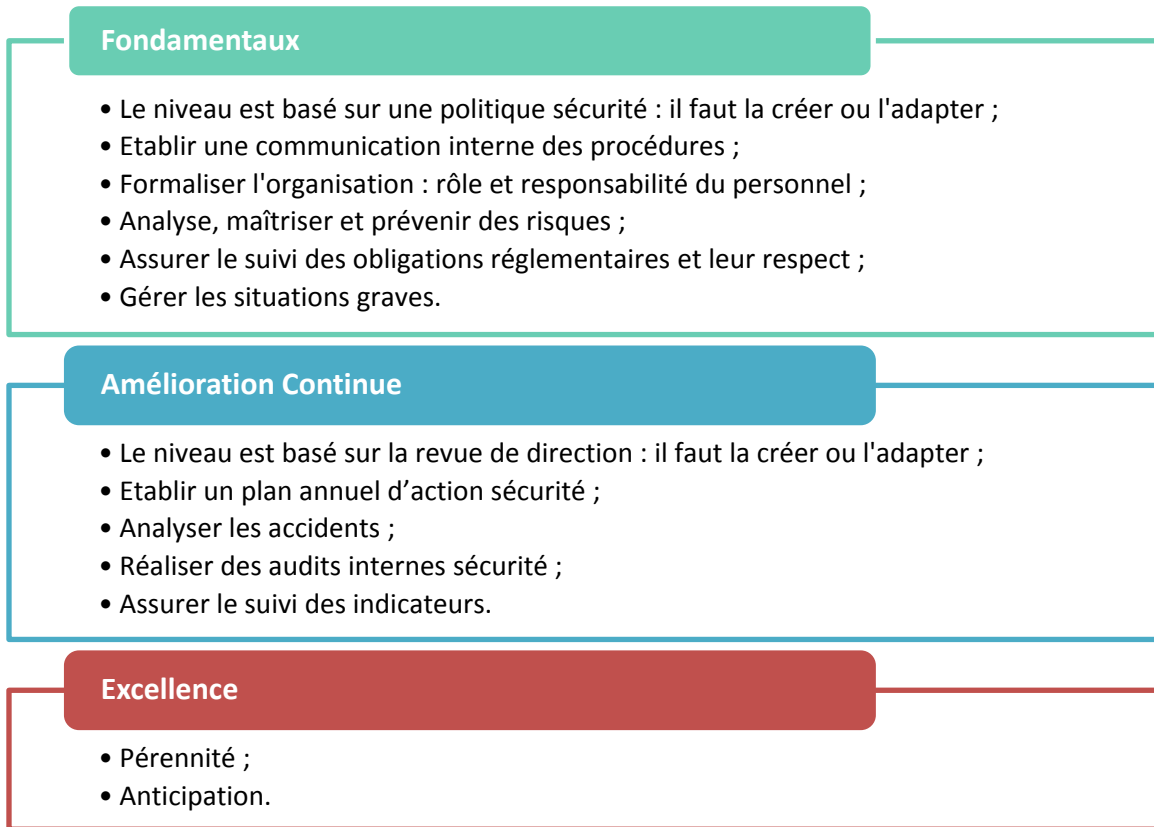 Fondamentaux
• Le niveau est basé sur une politique sécurité : il faut la créer ou l'adapter ;
• Etablir une communication interne des procédures ;
• Formaliser l'organisation : rôle et responsabilité du personnel ;
• Analyse, maîtriser et prévenir des risques ;
• Assurer le suivi des obligations réglementaires et leur respect ;
• Gérer les situations graves.
Amélioration Continue
• Le niveau est basé sur la revue de direction : il faut la créer ou l'adapter ;
• Etablir un plan annuel d’action sécurité ;
• Analyser les accidents ;
• Réaliser des audits internes sécurité ;
• Assurer le suivi des indicateurs.
Excellence
• Pérennité ;
• Anticipation.